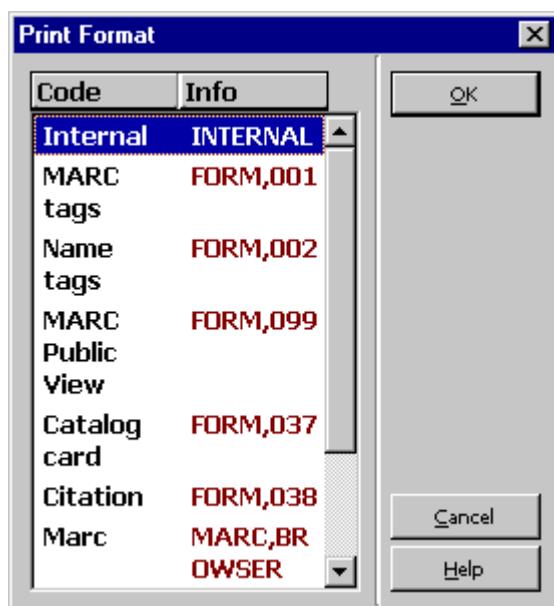 Print Format
Code Info
OK
Internal INTERNAL
MARC FORM,001
tags
Name FORM,002
tags
MARC FORM,099
Public
View
Catalog FORM,037
card
Citation FORM,038
Marc MARC,BR
OWSER
Cancel
Help